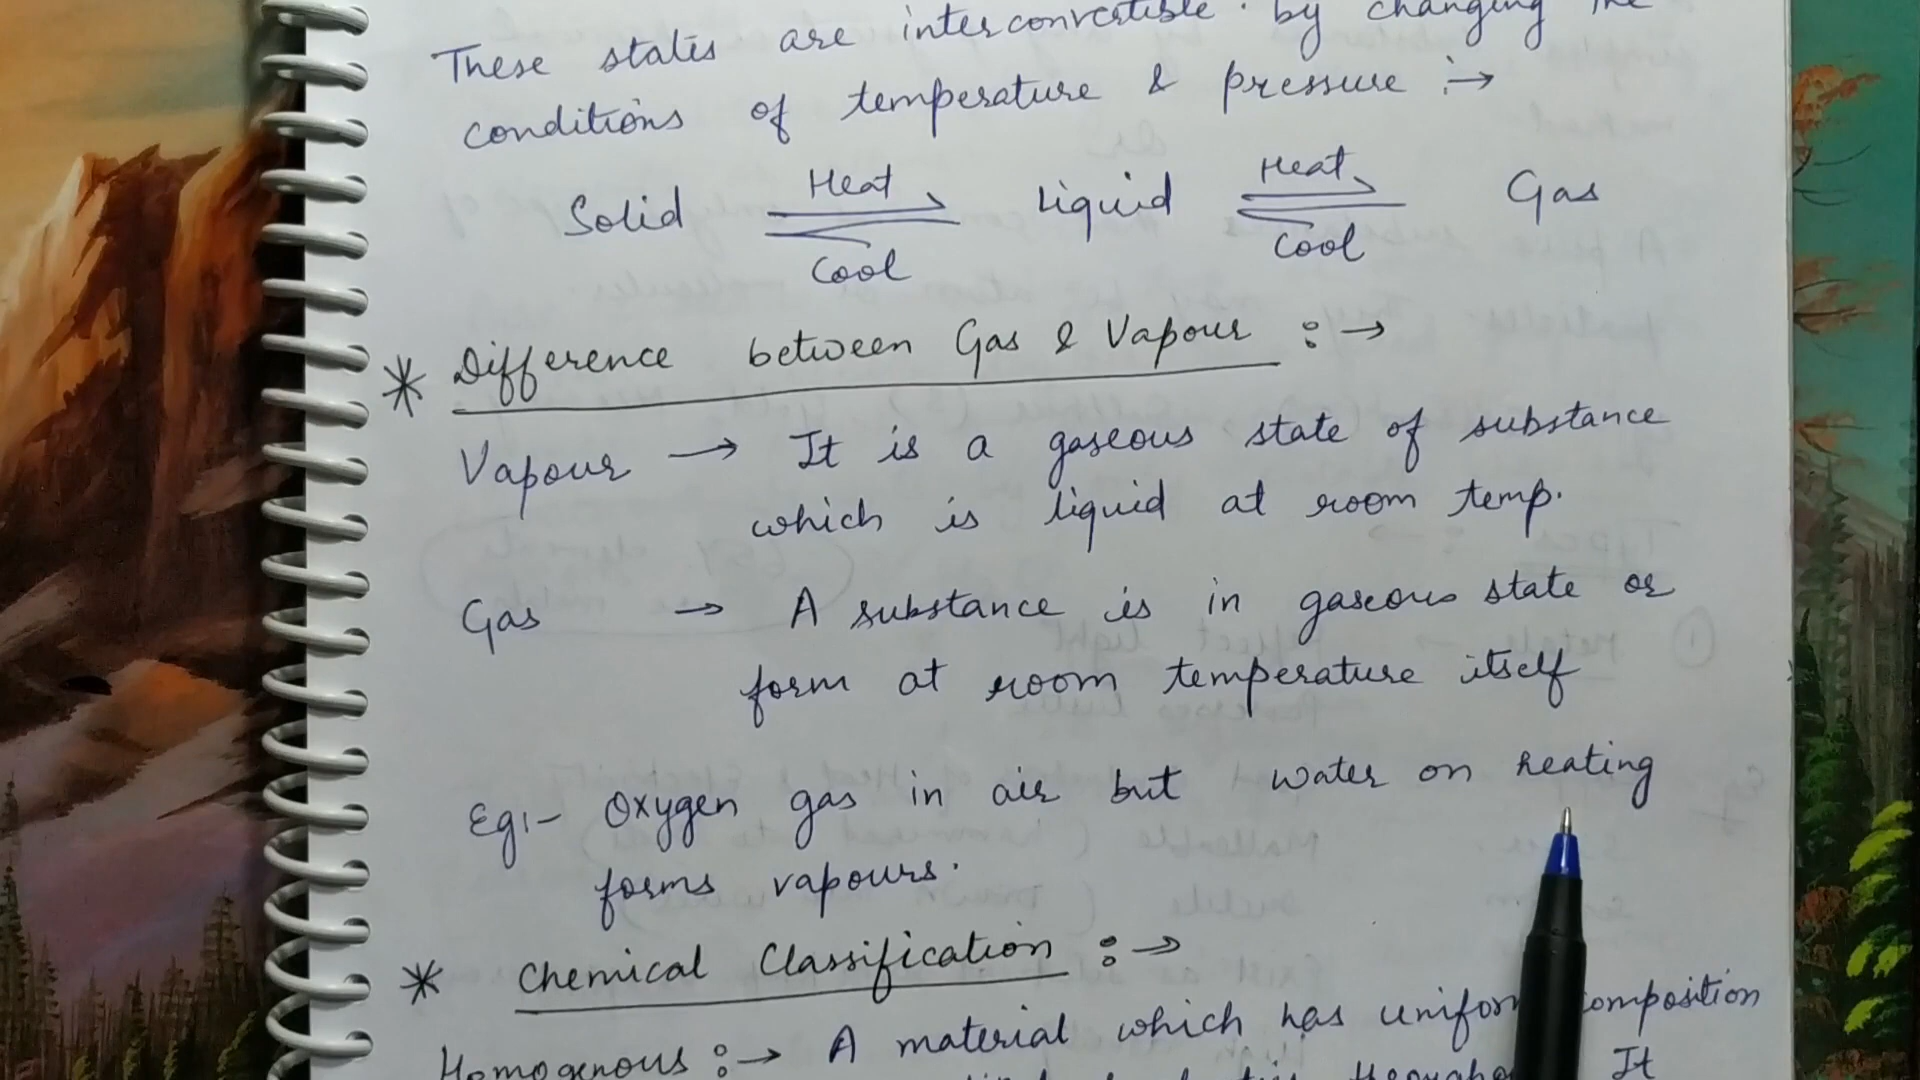 These states are interconvertible by changing the
conditions of temperature & pressure :→
Solid Heat Cool Liquid Heat Cool Gas
* Difference between Gas & Vapour :→
Vapour → It is a gaseous state of substance
which is liquid at room temp.
Gas → A substance is in gaseous state or
form at room temperature itself
Eg:- Oxygen gas in air but water on heating
forms vapours.
* Chemical Classification :→
Homogenous :→ A material which has uniform composition
It